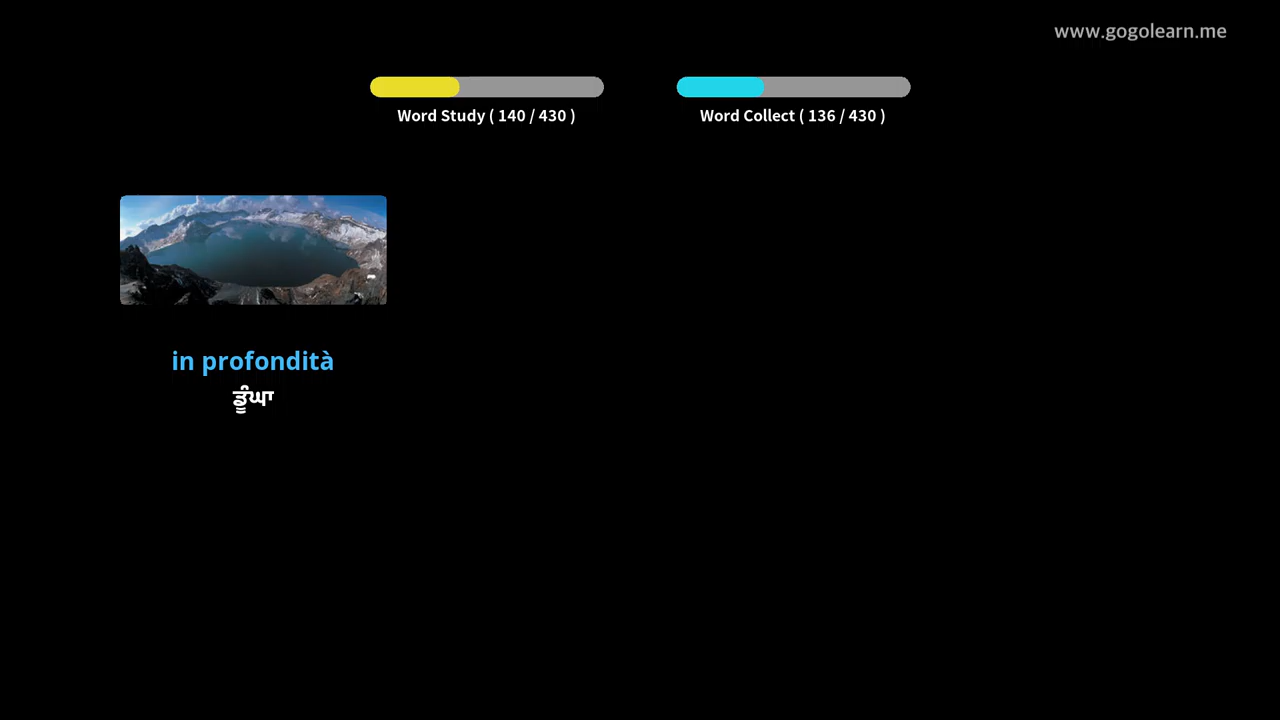 www.gogolearn.me
Word Study ( 140 / 430 )
Word Collect ( 136 / 430 )
in profondità
ਡੂੰਘਾ